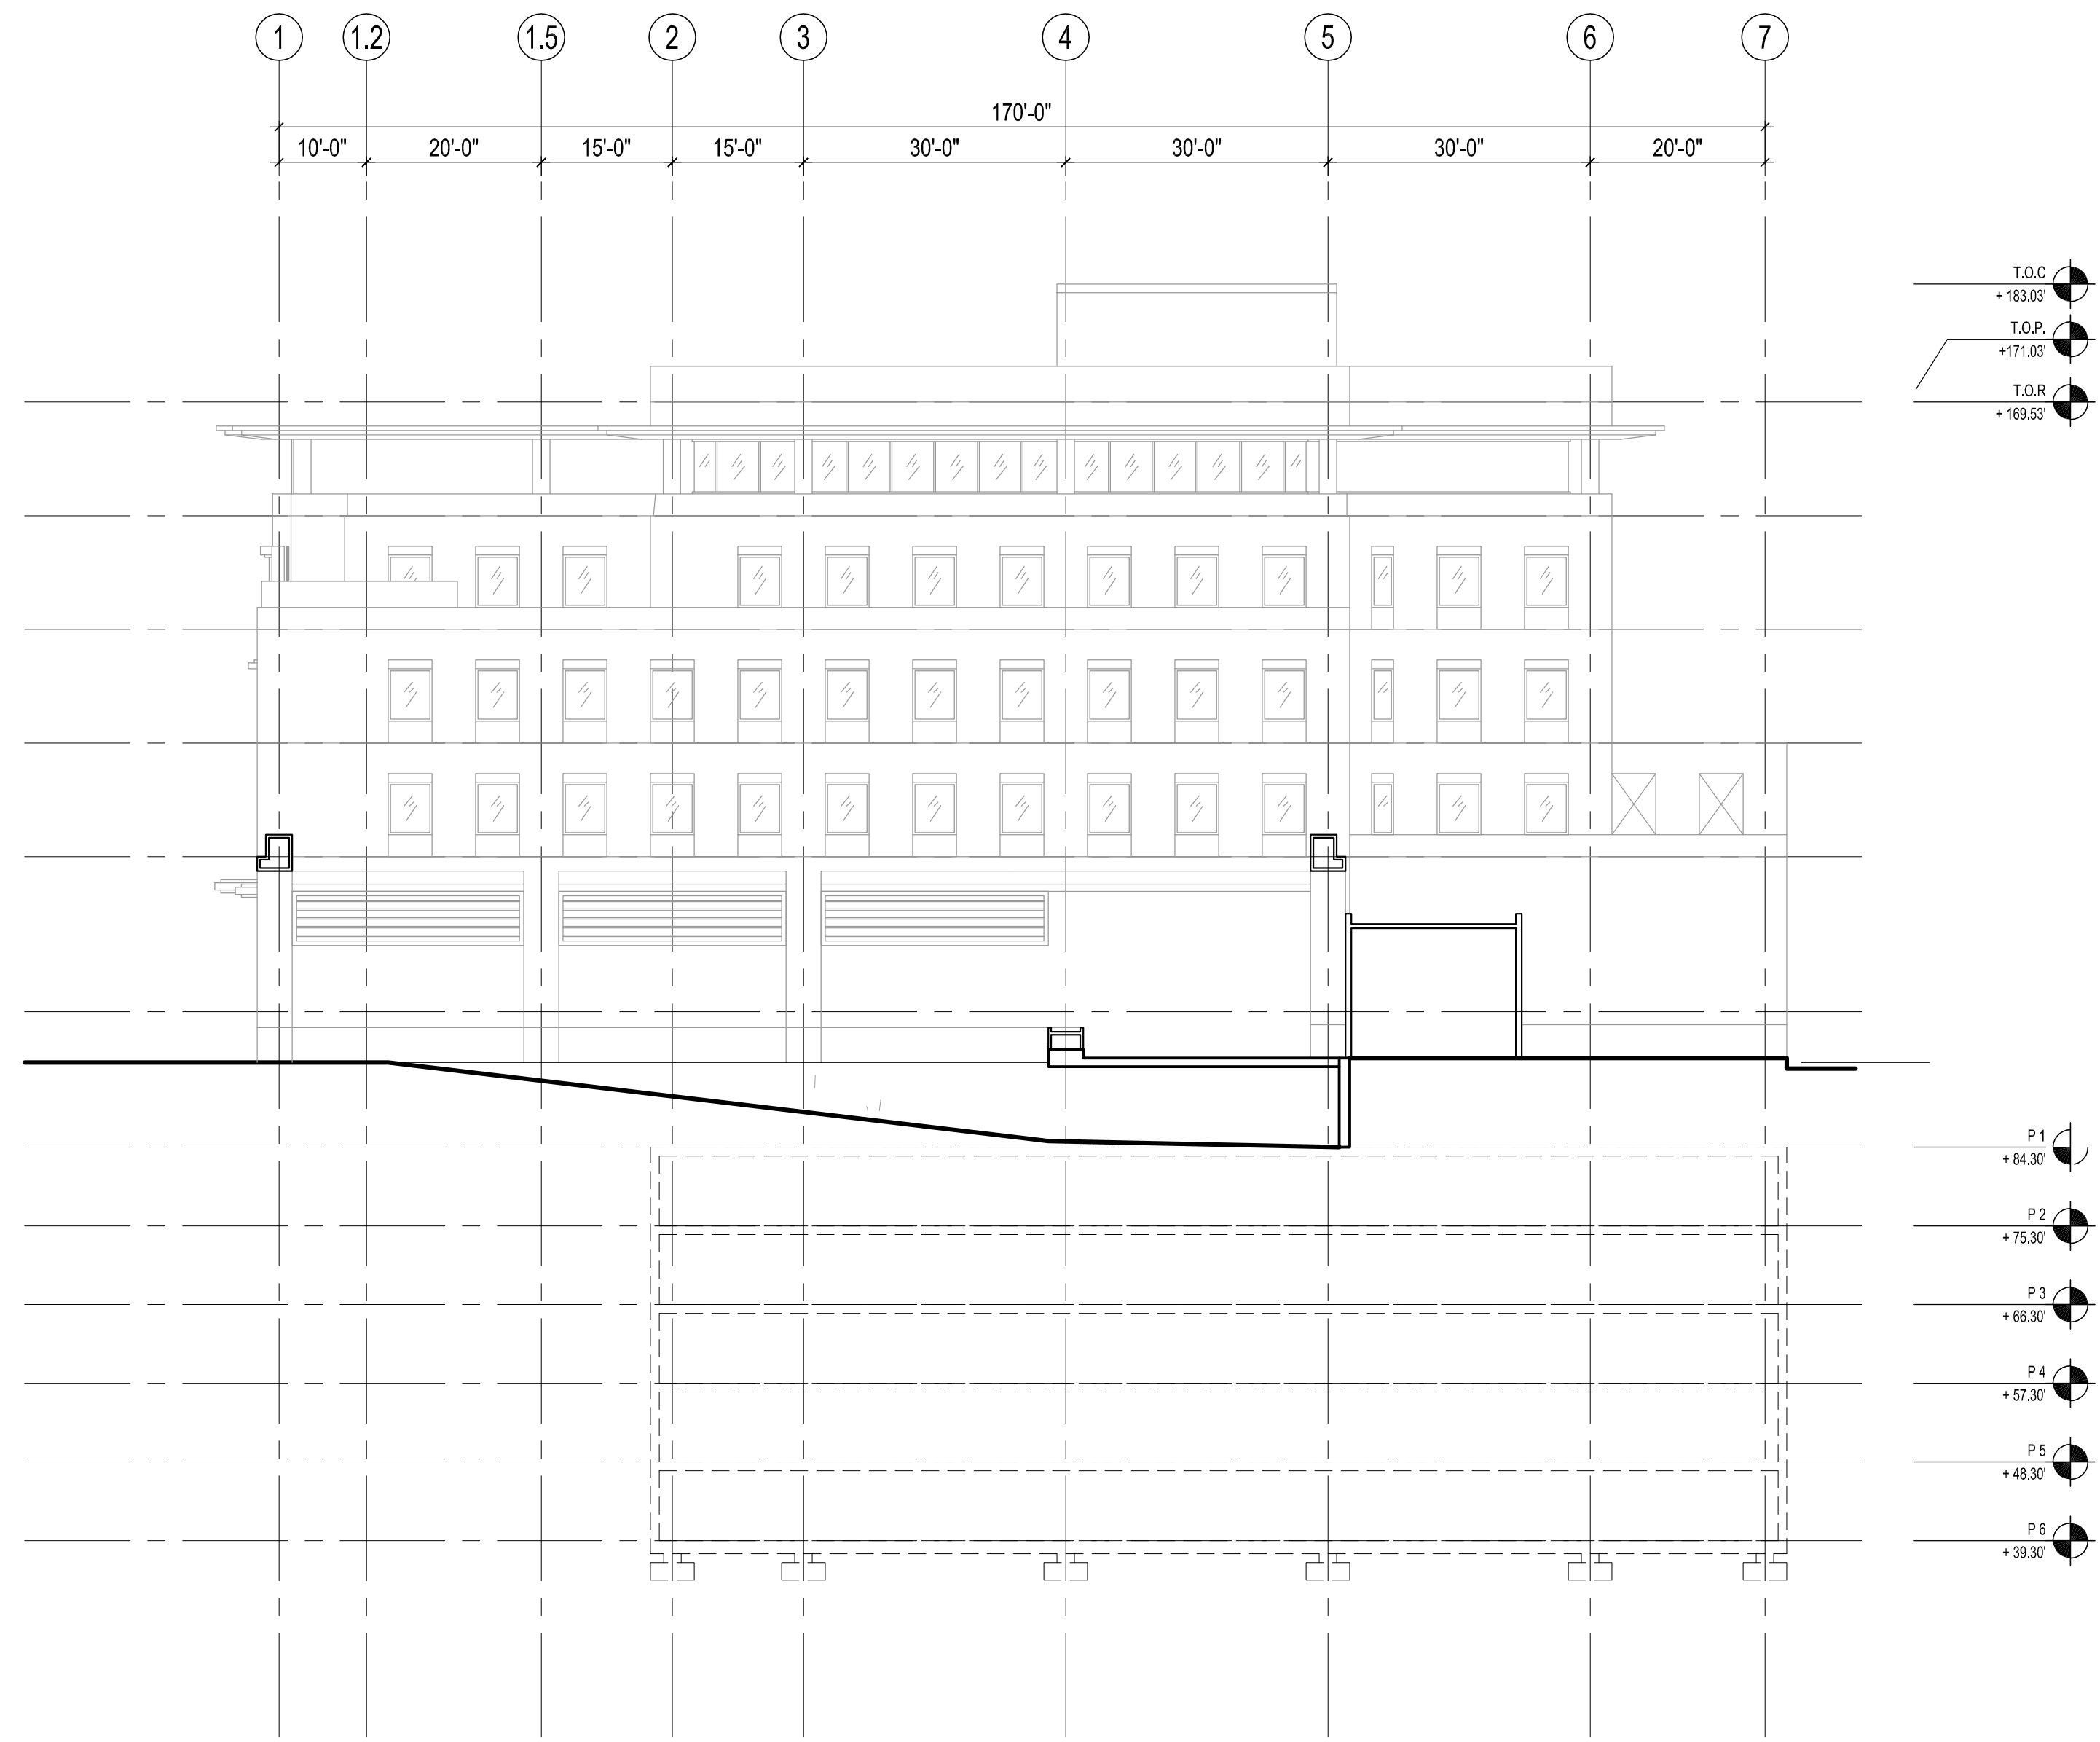 1 1.2 1.5 2 3 4 5 6 7
170'-0"
10'-0" 20'-0" 15'-0" 15'-0" 30'-0" 30'-0" 30'-0" 20'-0"
T.O.C
+ 183.03'
T.O.P.
+171.03'
T.O.R
+ 169.53'
P 1
+ 84.30'
P 2
+ 75.30'
P 3
+ 66.30'
P 4
+ 57.30'
P 5
+ 48.30'
P 6
+ 39.30'